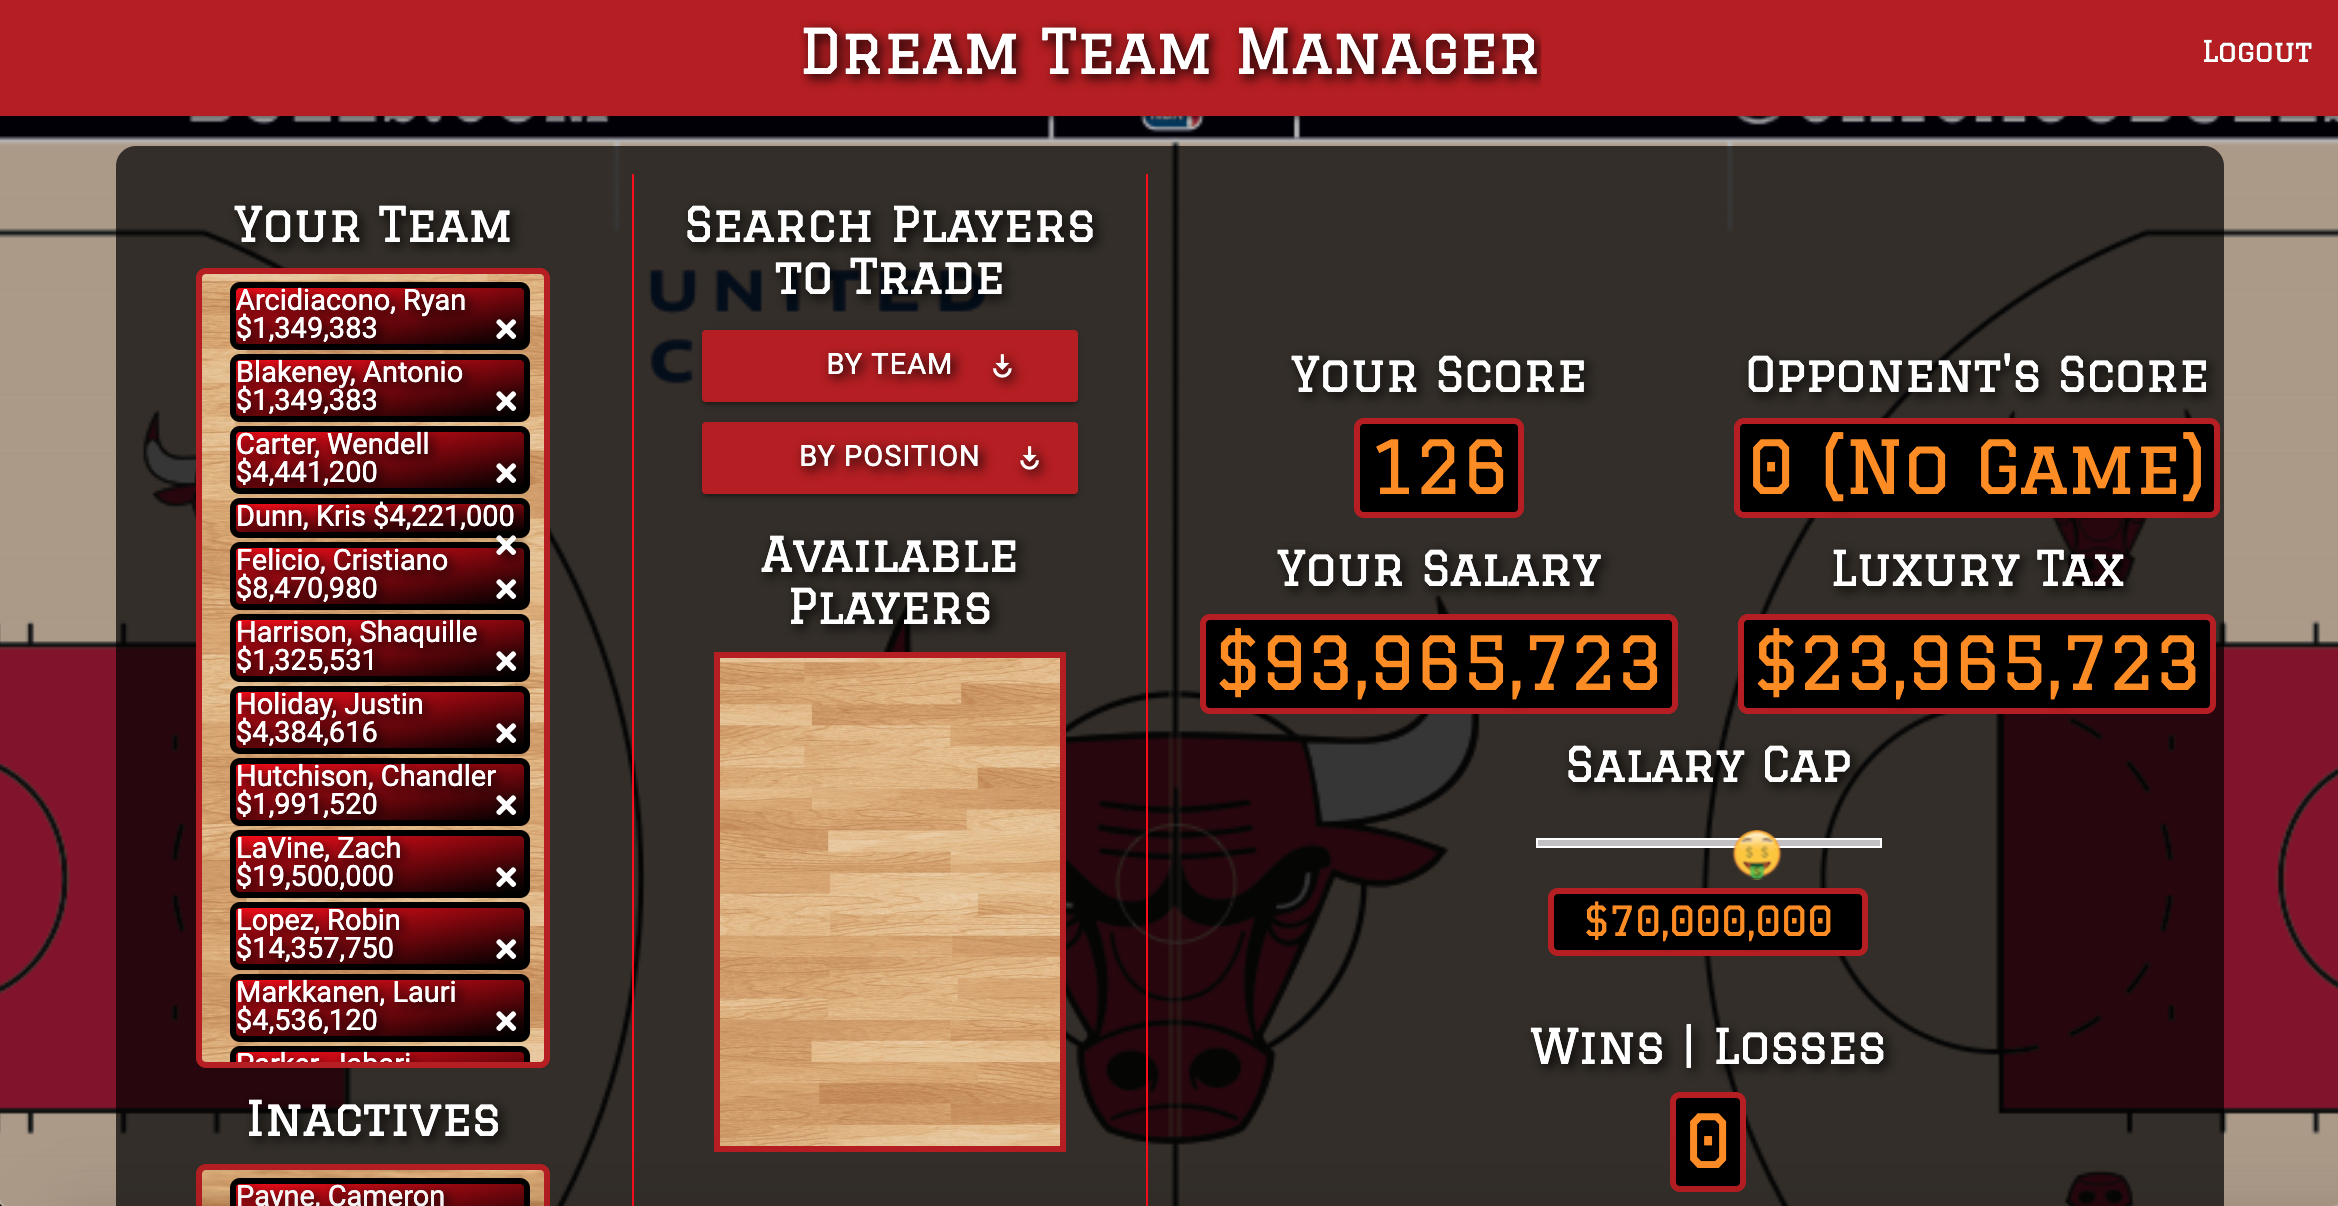 Dream Team Manager
Logout
Your Team
Arcidiacono, Ryan
$1,349,383
Blakeney, Antonio
$1,349,383
Carter, Wendell
$4,441,200
Dunn, Kris $4,221,000
Felicio, Cristiano
$8,470,980
Harrison, Shaquille
$1,325,531
Holiday, Justin
$4,384,616
Hutchison, Chandler
$1,991,520
LaVine, Zach
$19,500,000
Lopez, Robin
$14,357,750
Markkanen, Lauri
$4,536,120
Parker, Jabari
Inactives
Payne, Cameron
Search Players
to Trade
UNITED
C
BY TEAM
BY POSITION
Available
Players
Your Score
126
Opponent's Score
0 (No Game)
Your Salary
$93,965,723
Luxury Tax
$23,965,723
Salary Cap
$70,000,000
Wins | Losses
0